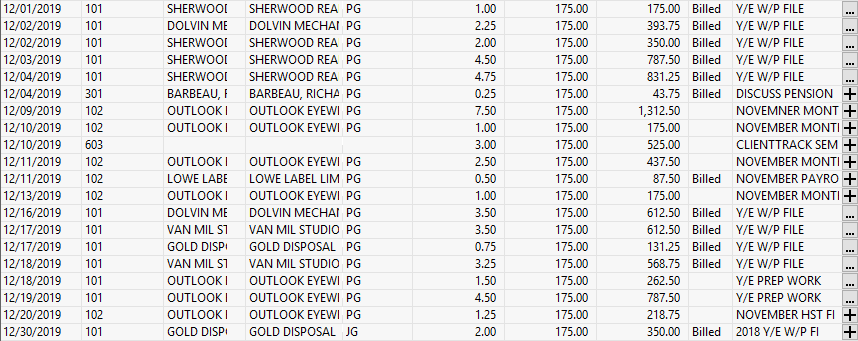 12/01/2019 101 SHERWOOD SHERWOOD REA PG 1.00 175.00 175.00 Billed Y/E W/P FILE ...
12/02/2019 101 DOLVIN ME DOLVIN MECHAN PG 2.25 175.00 393.75 Billed Y/E W/P FILE ...
12/02/2019 101 SHERWOOD SHERWOOD REA PG 2.00 175.00 350.00 Billed Y/E W/P FILE ...
12/03/2019 101 SHERWOOD SHERWOOD REA PG 4.50 175.00 787.50 Billed Y/E W/P FILE ...
12/04/2019 101 SHERWOOD SHERWOOD REA PG 4.75 175.00 831.25 Billed Y/E W/P FILE ...
12/04/2019 301 BARBEAU, F BARBEAU, RICHA PG 0.25 175.00 43.75 Billed DISCUSS PENSION +
12/09/2019 102 OUTLOOK E OUTLOOK EYEWI PG 7.50 175.00 1,312.50 NOVEMNER MONT +
12/10/2019 102 OUTLOOK E OUTLOOK EYEWI PG 1.00 175.00 175.00 NOVEMBER MONTI +
12/10/2019 603 PG 3.00 175.00 525.00 CLIENTTRACK SEM +
12/11/2019 102 OUTLOOK E OUTLOOK EYEWI PG 2.50 175.00 437.50 NOVEMBER MONTI +
12/11/2019 102 LOWE LABE LOWE LABEL LIM PG 0.50 175.00 87.50 Billed NOVEMBER PAYRO +
12/13/2019 102 OUTLOOK E OUTLOOK EYEWI PG 1.00 175.00 175.00 NOVEMBER MONTI +
12/16/2019 101 DOLVIN ME DOLVIN MECHAN PG 3.50 175.00 612.50 Billed Y/E W/P FILE ...
12/17/2019 101 VAN MIL ST VAN MIL STUDIO PG 3.50 175.00 612.50 Billed Y/E W/P FILE ...
12/17/2019 101 GOLD DISP GOLD DISPOSAL PG 0.75 175.00 131.25 Billed Y/E W/P FILE ...
12/18/2019 101 VAN MIL ST VAN MIL STUDIO PG 3.25 175.00 568.75 Billed Y/E W/P FILE ...
12/18/2019 101 OUTLOOK E OUTLOOK EYEWI PG 1.50 175.00 262.50 Y/E PREP WORK ...
12/19/2019 101 OUTLOOK E OUTLOOK EYEWI PG 4.50 175.00 787.50 Y/E PREP WORK ...
12/20/2019 102 OUTLOOK E OUTLOOK EYEWI PG 1.25 175.00 218.75 NOVEMBER HST FI +
12/30/2019 101 GOLD DISP GOLD DISPOSAL JG 2.00 175.00 350.00 Billed 2018 Y/E W/P FI +